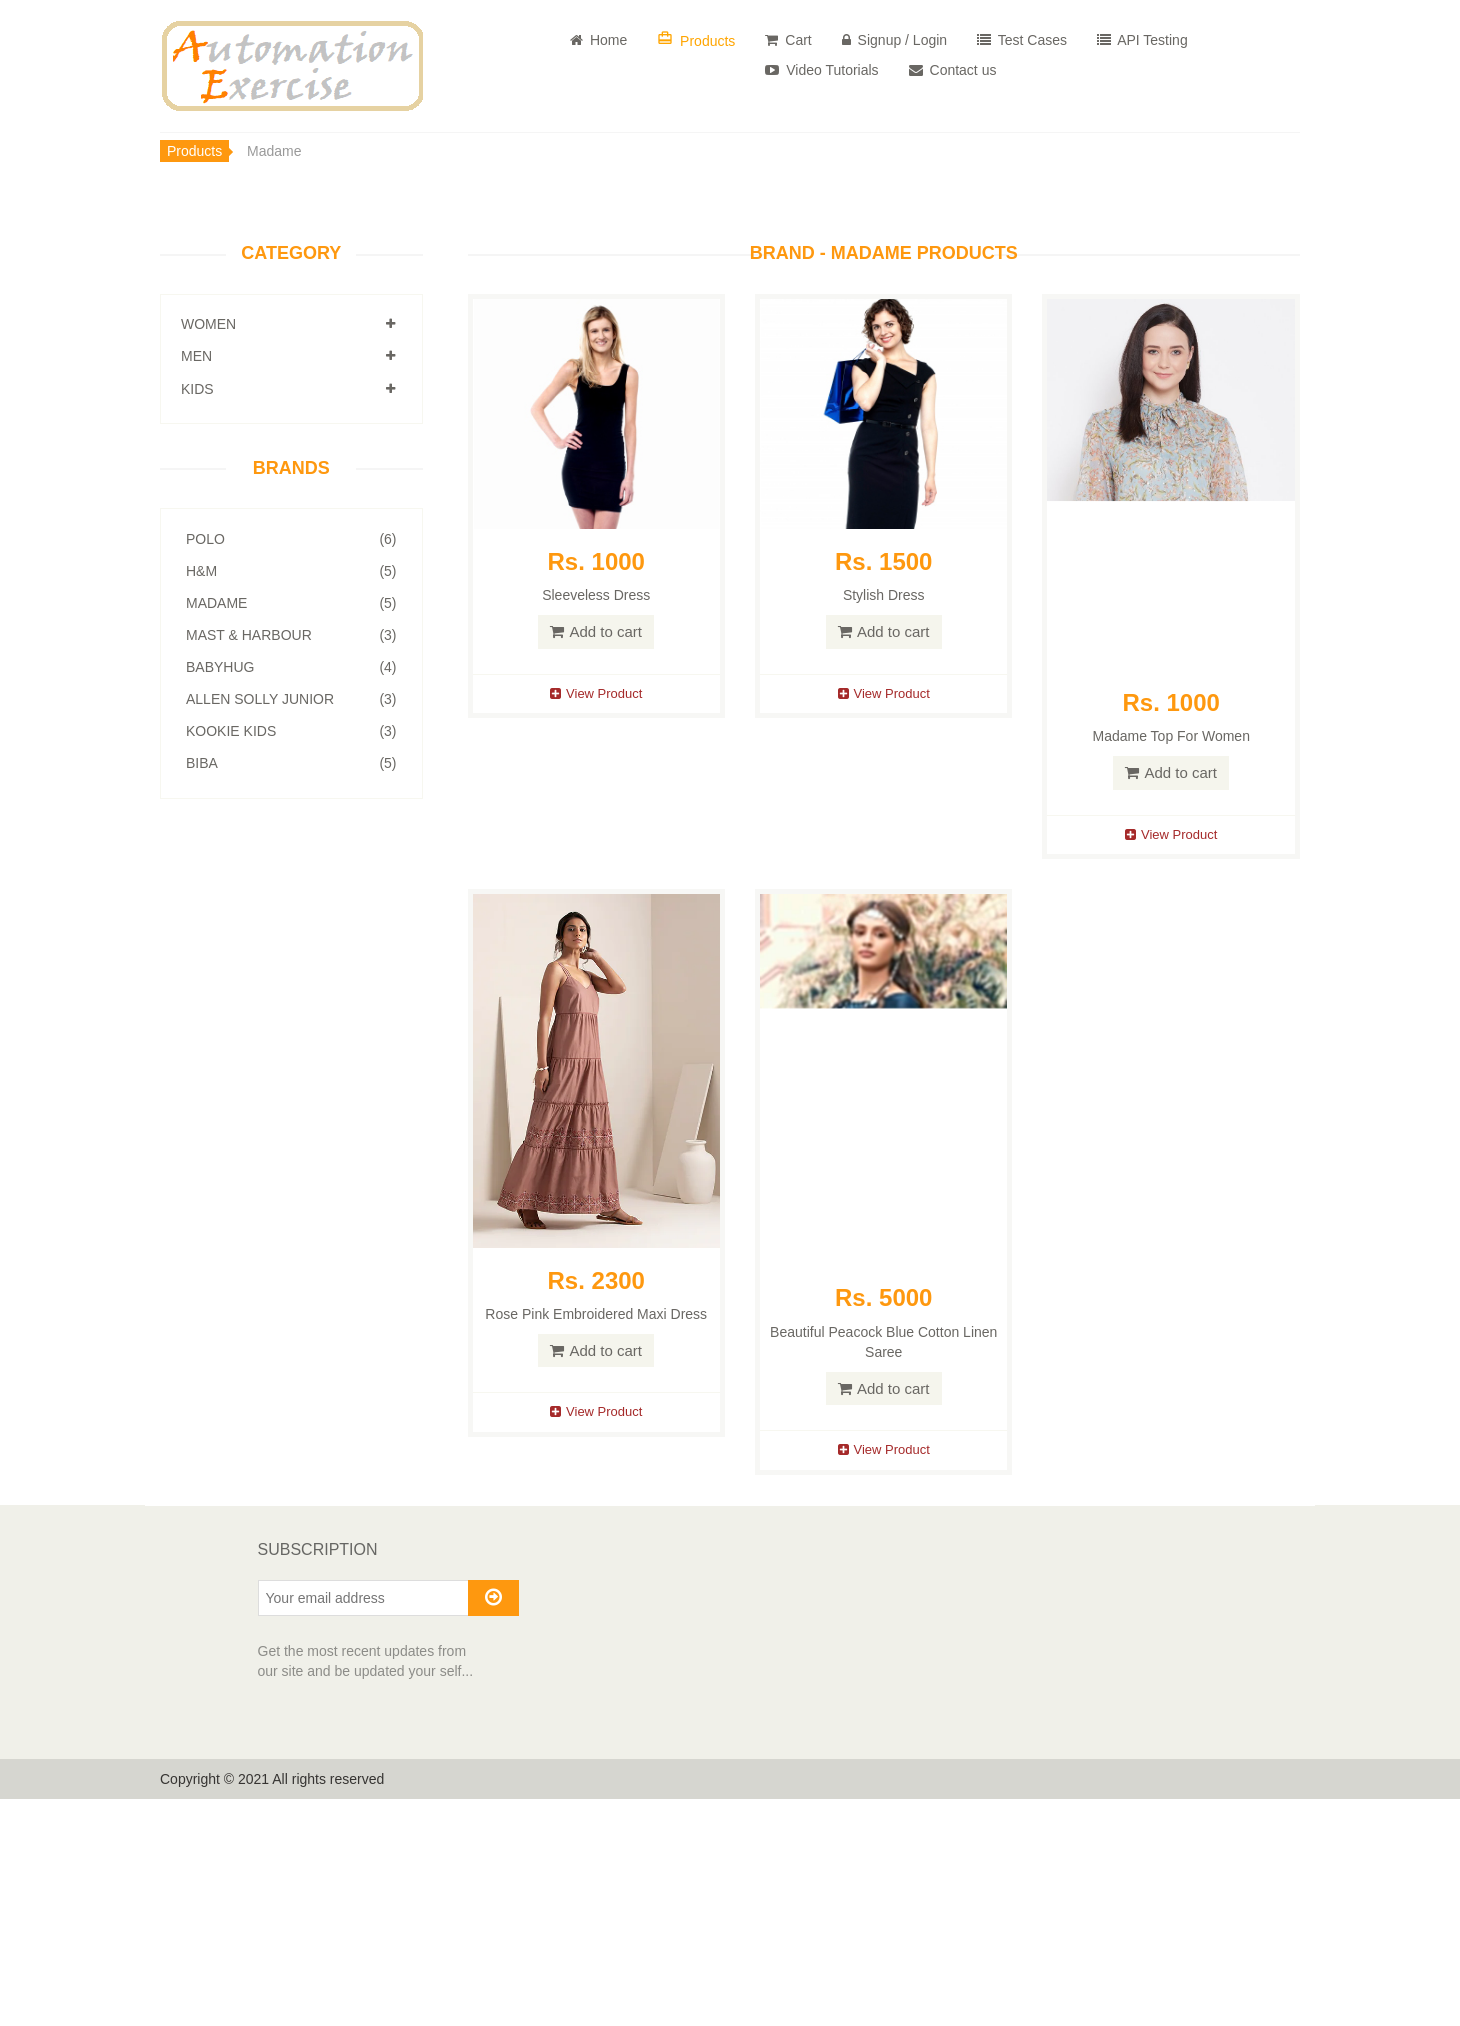 Automation
Exercise
Home
Products
Cart
Signup / Login
Test Cases
API Testing
Video Tutorials
Contact us
Products
Madame
CATEGORY
WOMEN
MEN
KIDS
BRANDS
POLO (6)
H&M (5)
MADAME (5)
MAST & HARBOUR (3)
BABYHUG (4)
ALLEN SOLLY JUNIOR (3)
KOOKIE KIDS (3)
BIBA (5)
BRAND - MADAME PRODUCTS
Rs. 1000
Sleeveless Dress
Add to cart
View Product
Rs. 1500
Stylish Dress
Add to cart
View Product
Rs. 1000
Madame Top For Women
Add to cart
View Product
Rs. 2300
Rose Pink Embroidered Maxi Dress
Add to cart
View Product
Rs. 5000
Beautiful Peacock Blue Cotton Linen
Saree
Add to cart
View Product
SUBSCRIPTION
Your email address
Get the most recent updates from
our site and be updated your self...
Copyright © 2021 All rights reserved